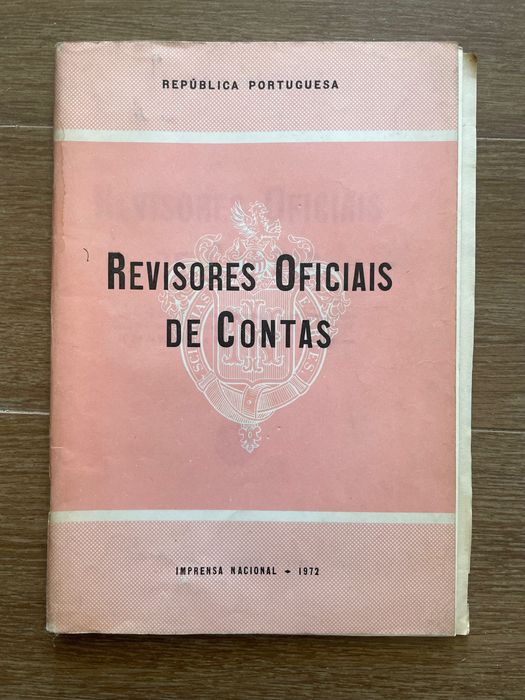 REPÚBLICA PORTUGUESA
REVISORES OFICIAIS
DE CONTAS
IMPRENSA NACIONAL - 1972